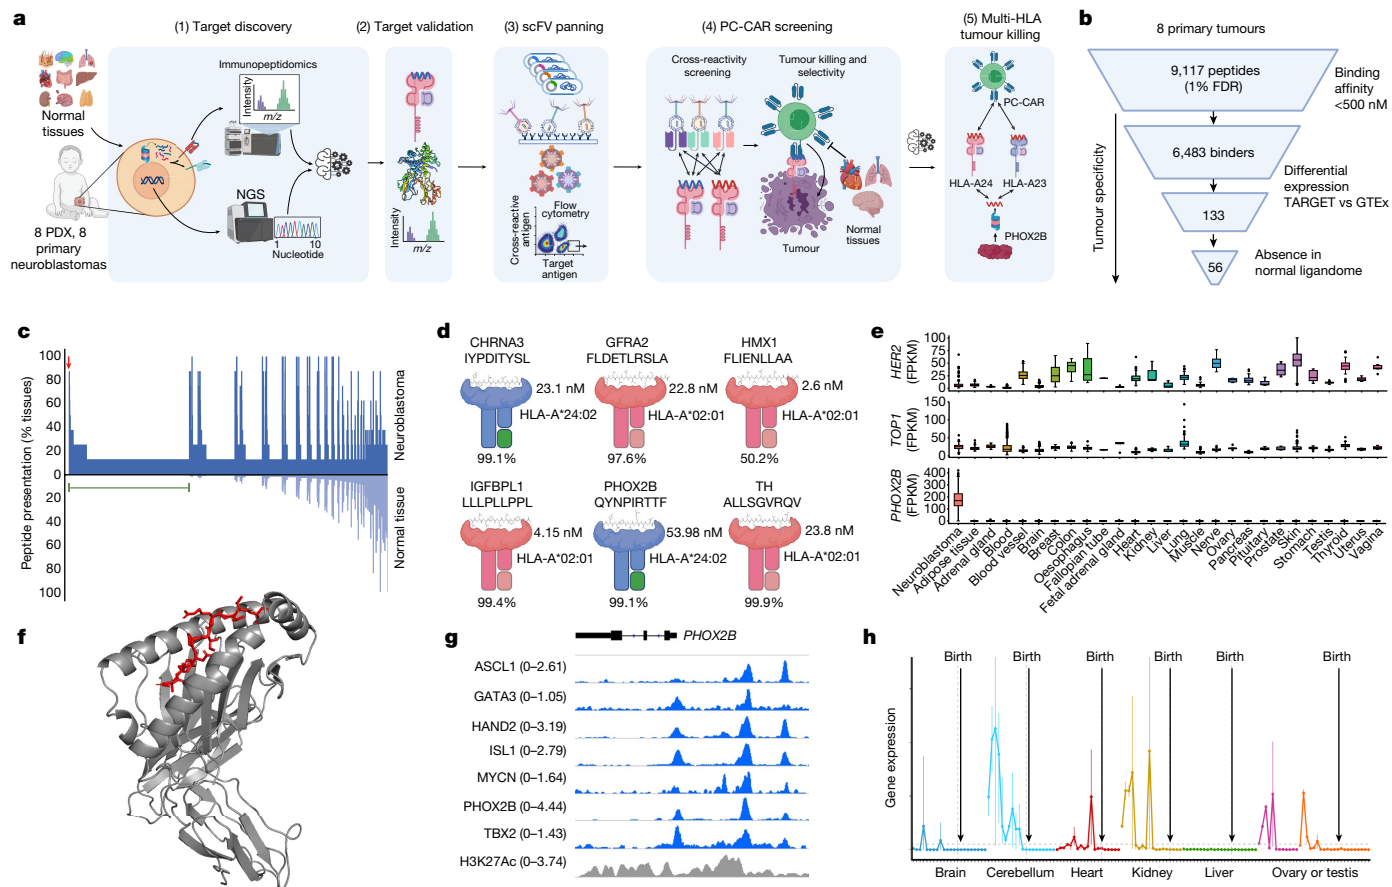 a
(1) Target discovery
(2) Target validation
(3) scFV panning
(4) PC-CAR screening
(5) Multi-HLA
tumour killing
Normal
tissues
8 PDX, 8
primary
neuroblastomas
Immunopeptidomics
Intensity
m/z
NGS
1
10
Nucleotide
Intensity
m/z
Flow
cytometry
Cross-reactive
antigen
Target
antigen
Cross-reactivity
screening
Tumour killing and
selectivity
Tumour
Normal
tissues
PC-CAR
HLA-A24
HLA-A23
PHOX2B
b
8 primary tumours
9,117 peptides
(1% FDR)
Binding
affinity
<500 nM
6,483 binders
Differential
expression
TARGET vs GTEx
133
56
Absence in
normal ligandome
Tumour specificity
c
Peptide presentation (% tissues)
100
80
60
40
20
0
20
40
60
80
100
Neuroblastoma
Normal tissue
d
CHRNA3
IYPDITYSL
23.1 nM
HLA-A*24:02
99.1%
GFRA2
FLDETLRSLA
22.8 nM
HLA-A*02:01
97.6%
HMX1
FLIENLLAA
2.6 nM
HLA-A*02:01
50.2%
IGFBPL1
LLLPLLPPL
4.15 nM
HLA-A*02:01
99.4%
PHOX2B
QYNPIRTTF
53.98 nM
HLA-A*24:02
99.1%
TH
ALLSGVRQV
23.8 nM
HLA-A*02:01
99.9%
e
HER2
(FPKM)
100
75
50
25
0
TOP1
(FPKM)
150
100
50
0
PHOX2B
(FPKM)
400
300
200
100
0
Neuroblastoma
Adipose tissue
Adrenal gland
Blood
Blood vessel
Brain
Breast
Colon
Oesophagus
Fallopian tube
Fetal adrenal gland
Heart
Kidney
Liver
Lung
Muscle
Nerve
Ovary
Pancreas
Pituitary
Prostate
Skin
Stomach
Testis
Thyroid
Uterus
Vagina
f
g
PHOX2B
ASCL1 (0–2.61)
GATA3 (0–1.05)
HAND2 (0–3.19)
ISL1 (0–2.79)
MYCN (0–1.64)
PHOX2B (0–4.44)
TBX2 (0–1.43)
H3K27Ac (0–3.74)
h
Gene expression
Birth
Birth
Birth
Birth
Birth
Birth
Brain
Cerebellum
Heart
Kidney
Liver
Ovary or testis